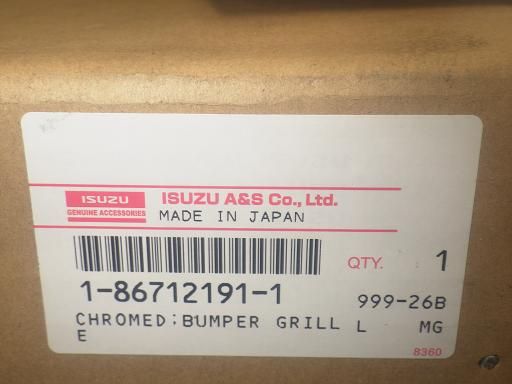 ISUZU
GENUINE ACCESSORIES
ISUZU A&S Co., Ltd.
MADE IN JAPAN
QTY. 1
1-86712191-1
999-26B
CHROMED:BUMPER GRILL L MG
E
8360